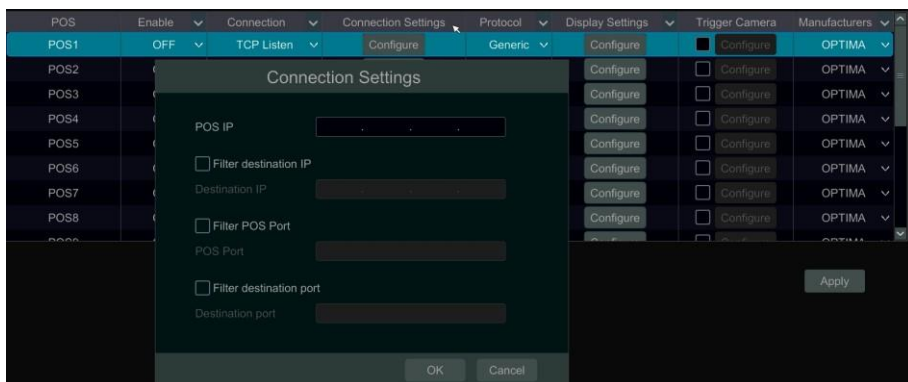 POS Enable Connection Connection Settings Protocol Display Settings Trigger Camera Manufacturers
POS1 OFF TCP Listen Configure Generic Configure Configure OPTIMA
POS2 Configure Configure OPTIMA
POS3 Configure Configure OPTIMA
POS4 Configure Configure OPTIMA
POS5 Configure Configure OPTIMA
POS6 Configure Configure OPTIMA
POS7 Configure Configure OPTIMA
POS8 Configure Configure OPTIMA
Connection Settings
POS IP
Filter destination IP
Destination IP
Filter POS Port
POS Port
Filter destination port
Destination port
OK Cancel
Apply